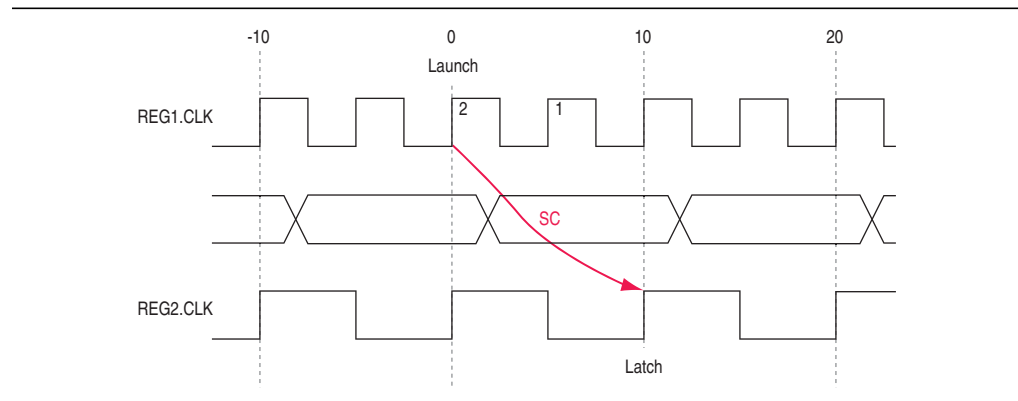 -10 0 10 20
Launch
REG1.CLK 2 1
SC
REG2.CLK
Latch